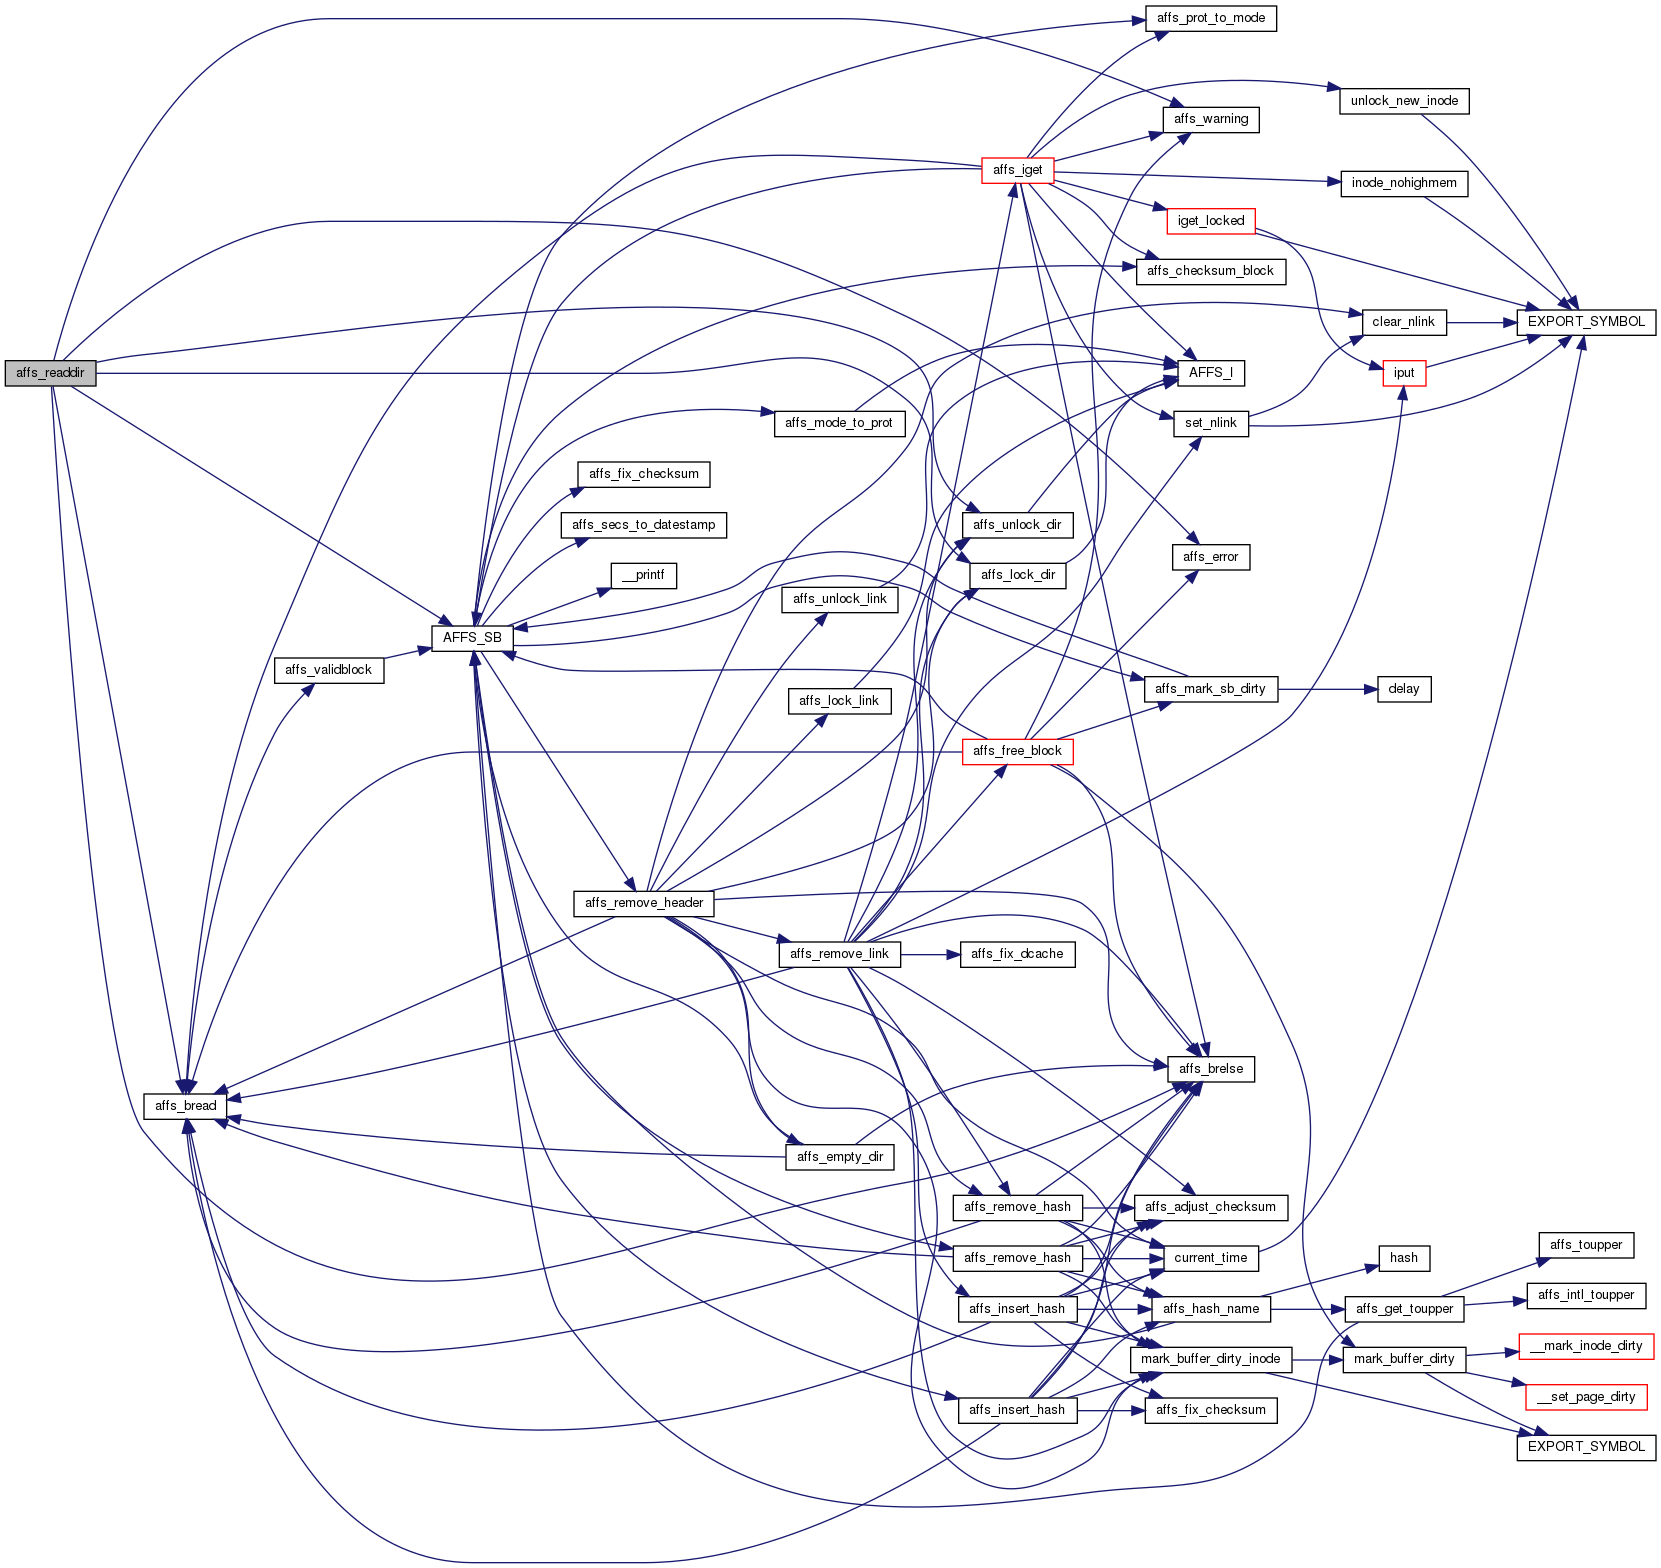 affs_prot_to_mode
unlock_new_inode
affs_warning
affs_iget
inode_nohighmem
iget_locked
affs_checksum_block
clear_nlink
EXPORT_SYMBOL
affs_readdir
AFFS_I
iput
affs_mode_to_prot
set_nlink
affs_fix_checksum
affs_secs_to_datestamp
affs_unlock_dir
affs_error
__printf
affs_lock_dir
affs_unlock_link
AFFS_SB
affs_validblock
affs_lock_link
affs_mark_sb_dirty
delay
affs_free_block
affs_remove_header
affs_remove_link
affs_fix_dcache
affs_brelse
affs_bread
affs_empty_dir
affs_remove_hash
affs_adjust_checksum
affs_toupper
affs_remove_hash
current_time
hash
affs_intl_toupper
affs_insert_hash
affs_hash_name
affs_get_toupper
__mark_inode_dirty
mark_buffer_dirty_inode
mark_buffer_dirty
__set_page_dirty
affs_insert_hash
affs_fix_checksum
EXPORT_SYMBOL